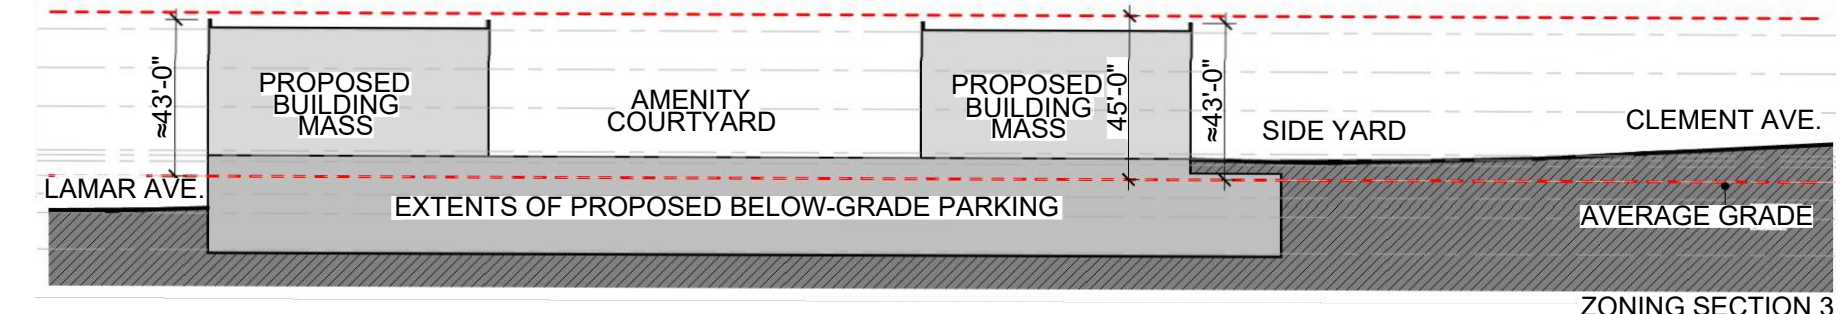 ≈43'-0"
PROPOSED
BUILDING
MASS
AMENITY
COURTYARD
PROPOSED
BUILDING
MASS
45'-0"
≈43'-0"
SIDE YARD
CLEMENT AVE.
LAMAR AVE.
EXTENTS OF PROPOSED BELOW-GRADE PARKING
AVERAGE GRADE
ZONING SECTION 3